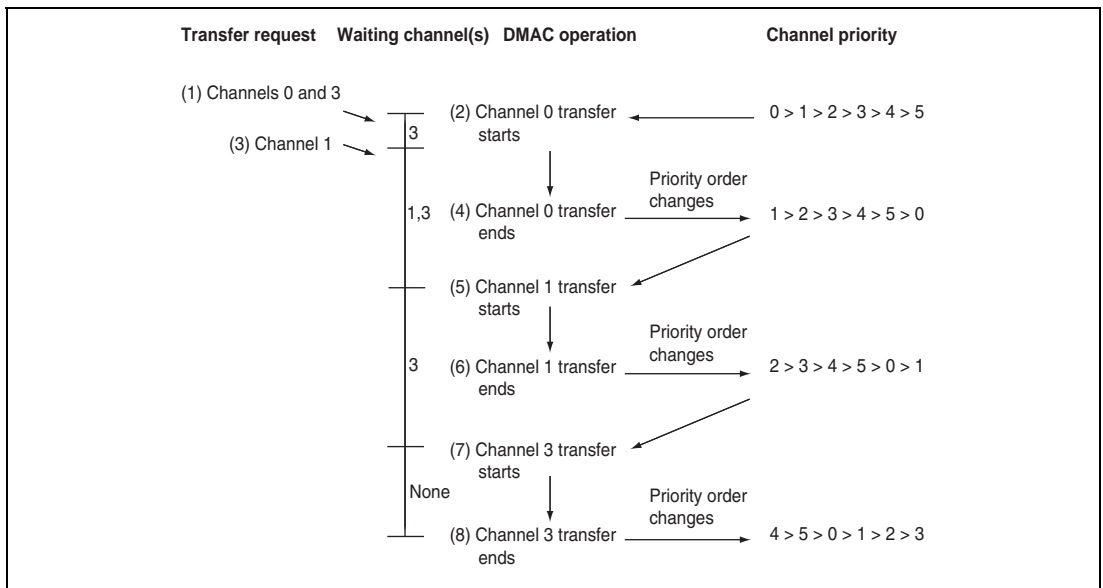 Transfer request Waiting channel(s) DMAC operation Channel priority
(1) Channels 0 and 3
(2) Channel 0 transfer
starts
0 > 1 > 2 > 3 > 4 > 5
3
(3) Channel 1
Priority order
changes
1,3
(4) Channel 0 transfer
ends
1 > 2 > 3 > 4 > 5 > 0
(5) Channel 1 transfer
starts
Priority order
changes
3
(6) Channel 1 transfer
ends
2 > 3 > 4 > 5 > 0 > 1
(7) Channel 3 transfer
starts
None
Priority order
changes
(8) Channel 3 transfer
ends
4 > 5 > 0 > 1 > 2 > 3